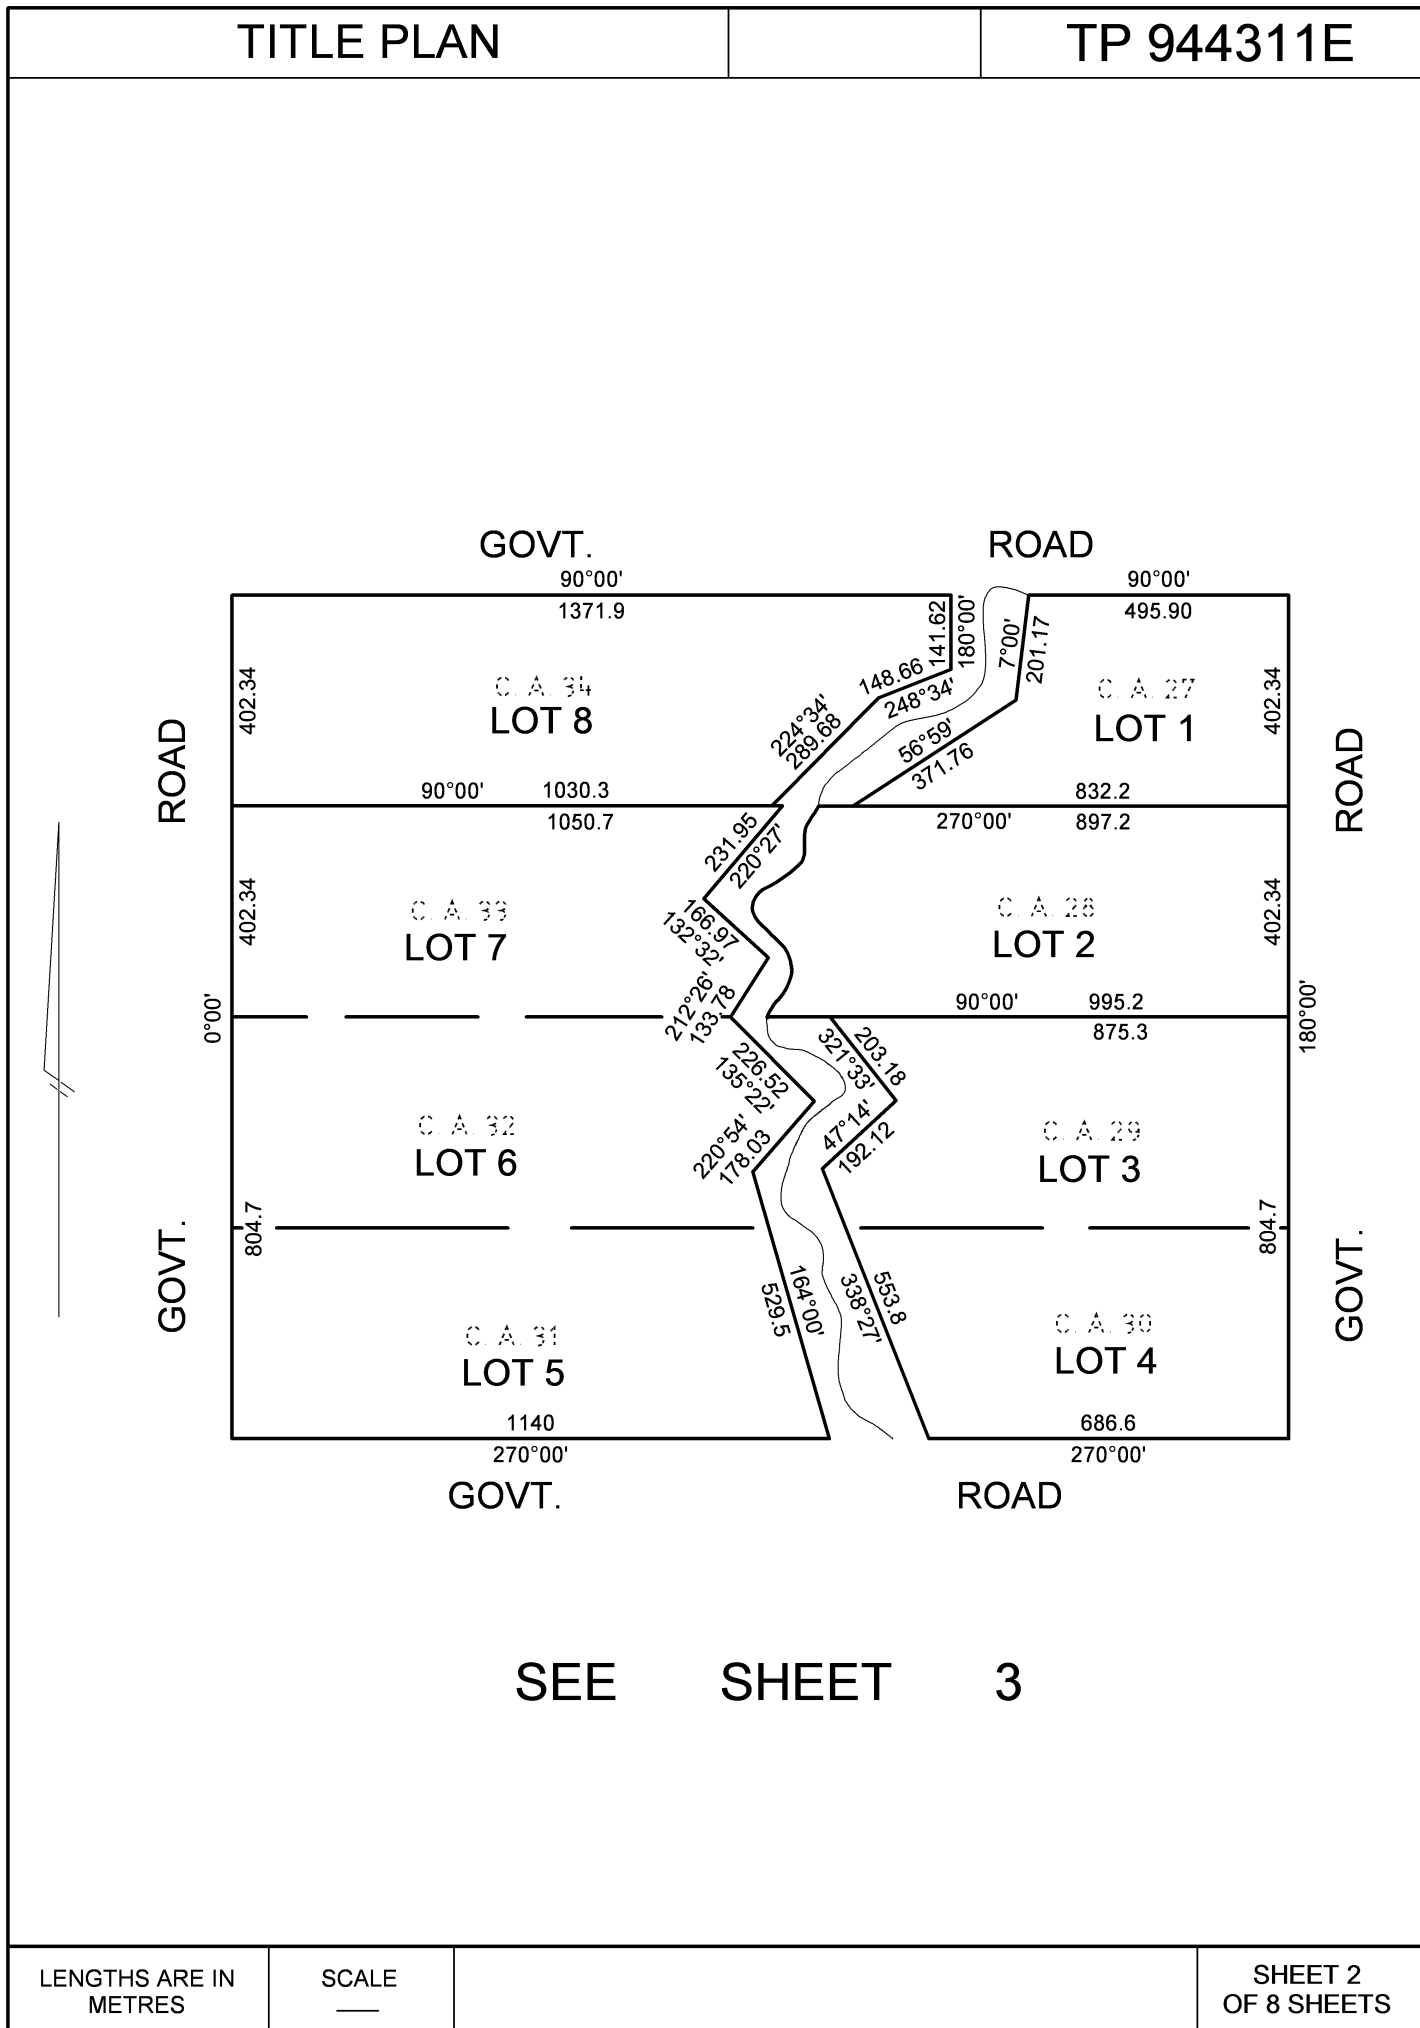 TITLE PLAN
TP 944311E
GOVT.
ROAD
90°00'
90°00'
1371.9
495.90
141.62
180°00'
7°00'
201.17
148.66
248°34'
402.34
C. A. 34
LOT 8
C. A. 27
LOT 1
402.34
224°34'
289.68
56°59'
371.76
ROAD
ROAD
90°00'
1030.3
832.2
1050.7
270°00'
897.2
231.95
220°27'
402.34
C. A. 33
LOT 7
C. A. 28
LOT 2
402.34
166.97
132°32'
212°26'
133.78
0°00'
90°00'
995.2
180°00'
875.3
203.18
321°33'
226.52
135°22'
C. A. 32
LOT 6
220°54'
178.03
47°14'
192.12
C. A. 29
LOT 3
804.7
804.7
GOVT.
GOVT.
164°00'
529.5
553.8
338°27'
C. A. 31
LOT 5
C. A. 30
LOT 4
1140
686.6
270°00'
270°00'
GOVT.
ROAD
SEE SHEET 3
LENGTHS ARE IN
METRES
SCALE
SHEET 2
OF 8 SHEETS